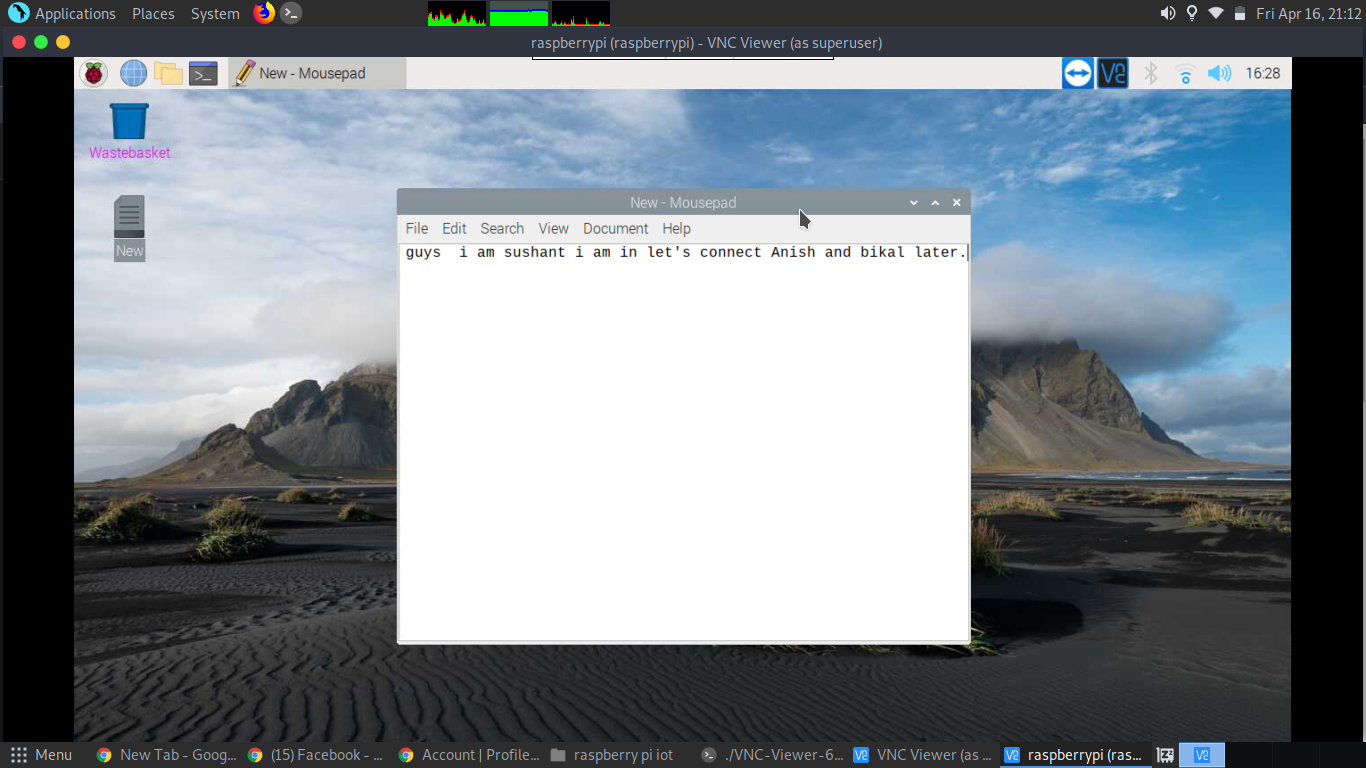 Applications Places System Fri Apr 16, 21:12
raspberrypi (raspberrypi) - VNC Viewer (as superuser)
New - Mousepad 16:28
Wastebasket
New
New - Mousepad
File Edit Search View Document Help
guys  i am sushant i am in let's connect Anish and bikal later.
Menu New Tab - Goog... (15) Facebook - ... Account | Profile... raspberry pi iot ./VNC-Viewer-6... VNC Viewer (as ... raspberrypi (ras...